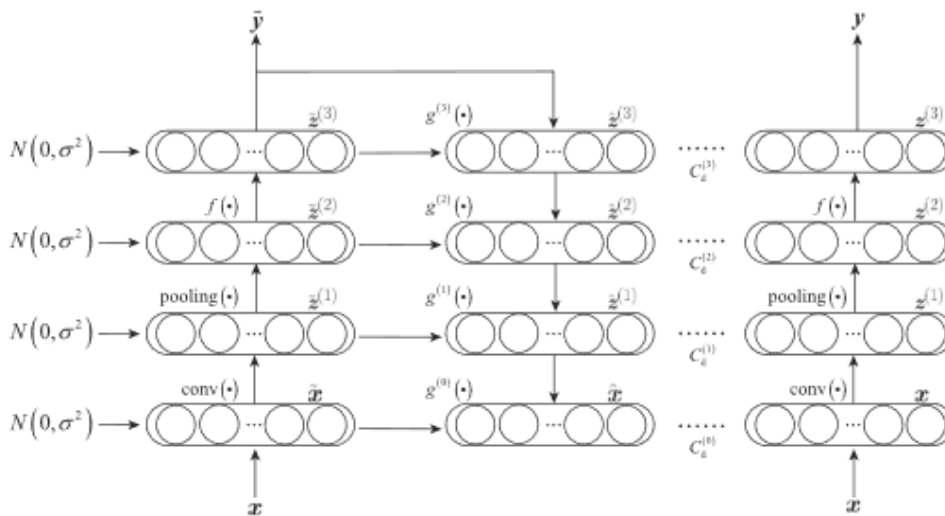 ỹ y
z̃^(3) g^(3)(•) ẑ^(3) z^(3)
N(0,σ²) ... ... ...... C_d^{(3)} ...
f(•) z̃^(2) g^(2)(•) ẑ^(2) f(•) z^(2)
N(0,σ²) ... ... ...... C_d^{(2)} ...
pooling(•) z̃^(1) g^(1)(•) ẑ^(1) pooling(•) z^(1)
N(0,σ²) ... ... ...... C_d^{(1)} ...
conv(•) x̃ g^(0)(•) x̂ conv(•) x
N(0,σ²) ... ... ...... C_d^{(0)} ...
x x